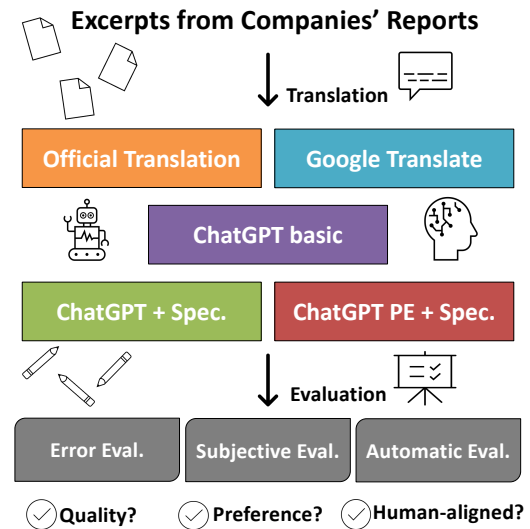 Excerpts from Companies' Reports
Translation
Official Translation
Google Translate
ChatGPT basic
ChatGPT + Spec.
ChatGPT PE + Spec.
Evaluation
Error Eval.
Subjective Eval.
Automatic Eval.
Quality?
Preference?
Human-aligned?